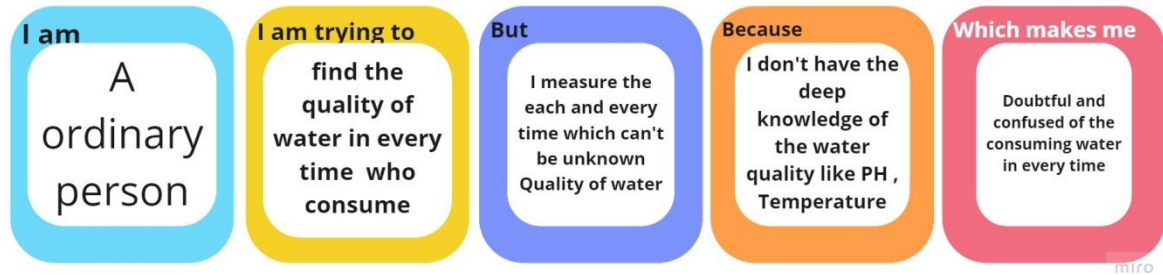 I am
A
ordinary
person
I am trying to
find the
quality of
water in every
time who
consume
But
I measure the
each and every
time which can't
be unknown
Quality of water
Because
I don't have the
deep
knowledge of
the water
quality like PH ,
Temperature
Which makes me
Doubtful and
confused of the
consuming water
in every time
miro